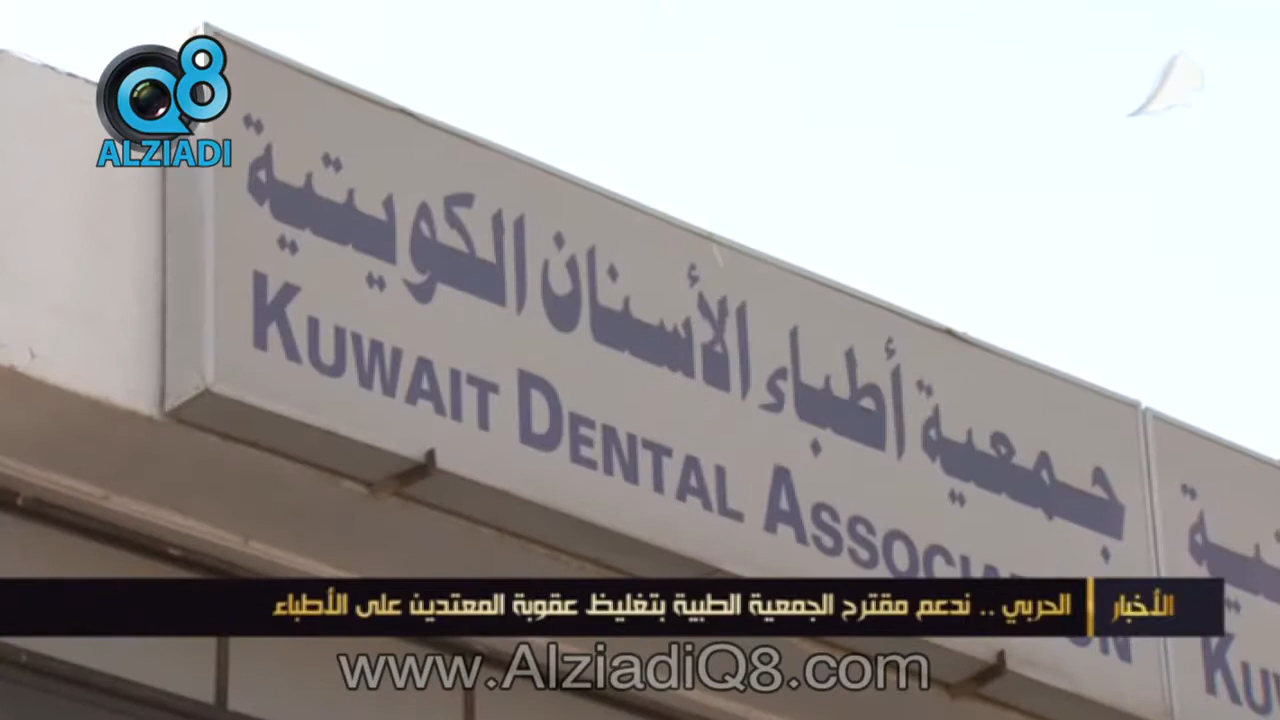 Q8
ALZIADI
جمعية أطباء الأسنان الكويتية
KUWAIT DENTAL ASSOCIATION
KU
الأخبار
الحربي .. ندعم مقترح الجمعية الطبية بتغليظ عقوبة المعتدين على الأطباء
www.AlziadiQ8.com